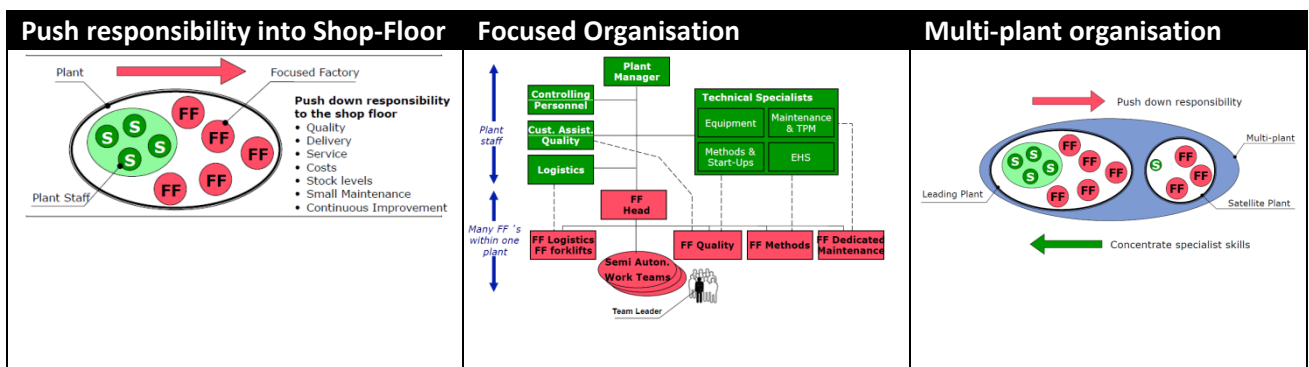 Push responsibility into Shop-Floor
Plant
Focused Factory
FF
FF
FF
FF
FF
FF
S
S
S
S
Plant Staff
Push down responsibility
to the shop floor
• Quality
• Delivery
• Service
• Costs
• Stock levels
• Small Maintenance
• Continuous Improvement
Focused Organisation
Plant
staff
Many FF ´s
within one
plant
Plant
Manager
Controlling
Personnel
Cust. Assist.
Quality
Logistics
Technical Specialists
Equipment
Maintenance
& TPM
Methods &
Start-Ups
EHS
FF
Head
FF Logistics
FF forklifts
FF Quality
FF Methods
FF Dedicated
Maintenance
Semi Auton.
Work Teams
Team Leader
Multi-plant organisation
Push down responsibility
Multi-plant
S
S
S
S
FF
FF
FF
FF
FF
FF
S
FF
FF
FF
FF
Leading Plant
Satellite Plant
Concentrate specialist skills